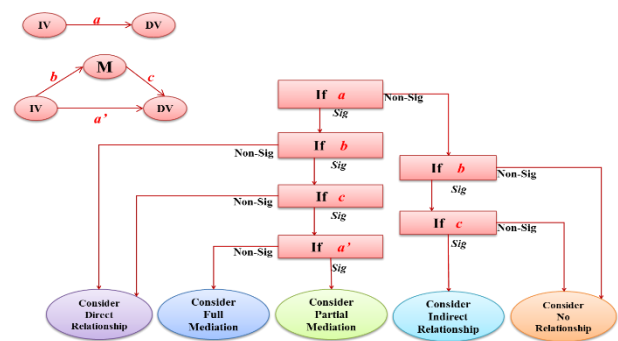 IV a DV
M
b c
IV DV
a’
If a
Non-Sig
Sig
If b
Non-Sig
Sig
If b
Non-Sig
Sig
If c
Non-Sig
Sig
If c
Non-Sig
Sig
If a’
Non-Sig
Sig
Consider
Direct
Relationship
Consider
Full
Mediation
Consider
Partial
Mediation
Consider
Indirect
Relationship
Consider
No
Relationship